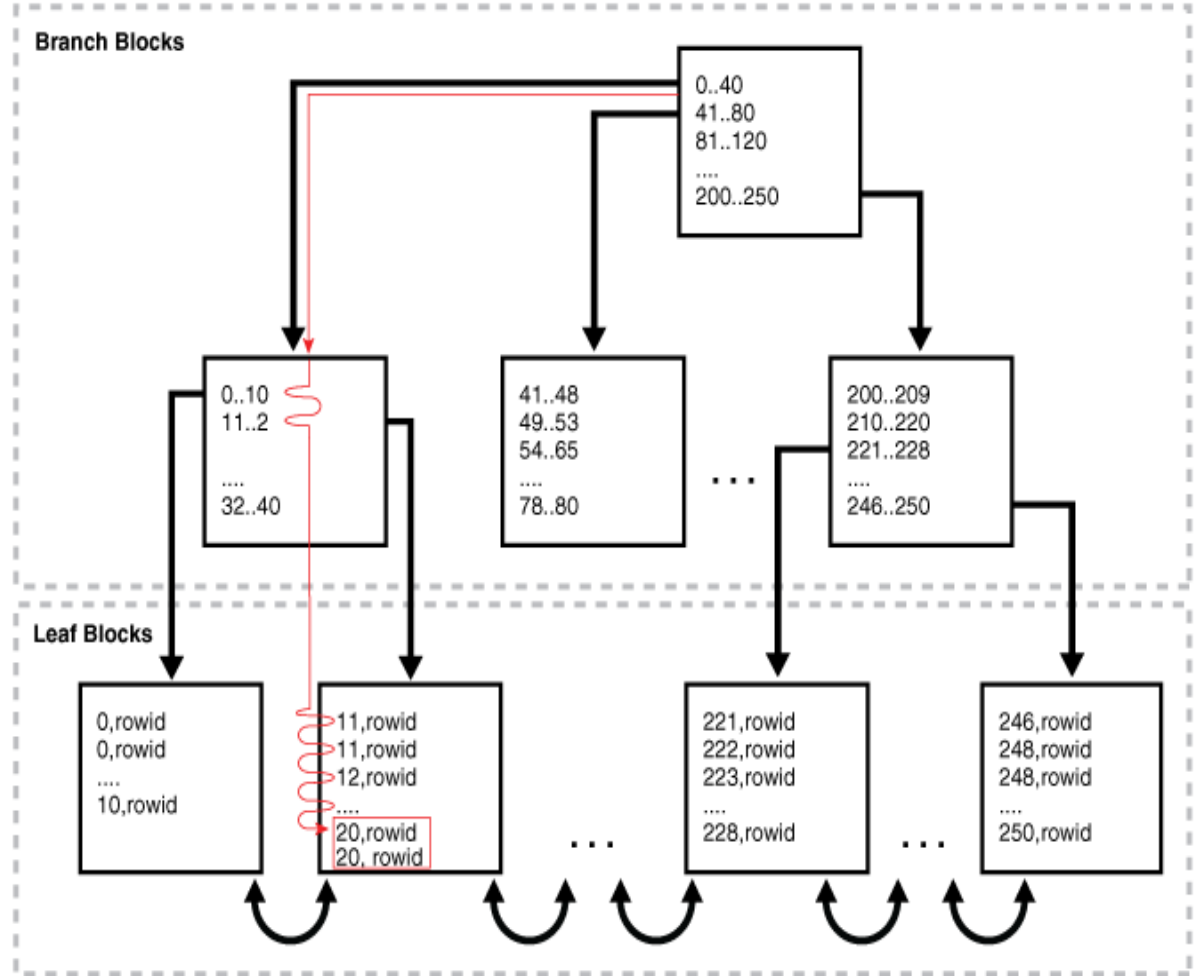 Branch Blocks
0..40
41..80
81..120
....
200..250
0..10
11..2
....
32..40
41..48
49..53
54..65
....
78..80
...
200..209
210..220
221..228
....
246..250
Leaf Blocks
0,rowid
0,rowid
....
10,rowid
11,rowid
11,rowid
12,rowid
....
20,rowid
20, rowid
...
221,rowid
222,rowid
223,rowid
....
228,rowid
...
246,rowid
248,rowid
248,rowid
....
250,rowid